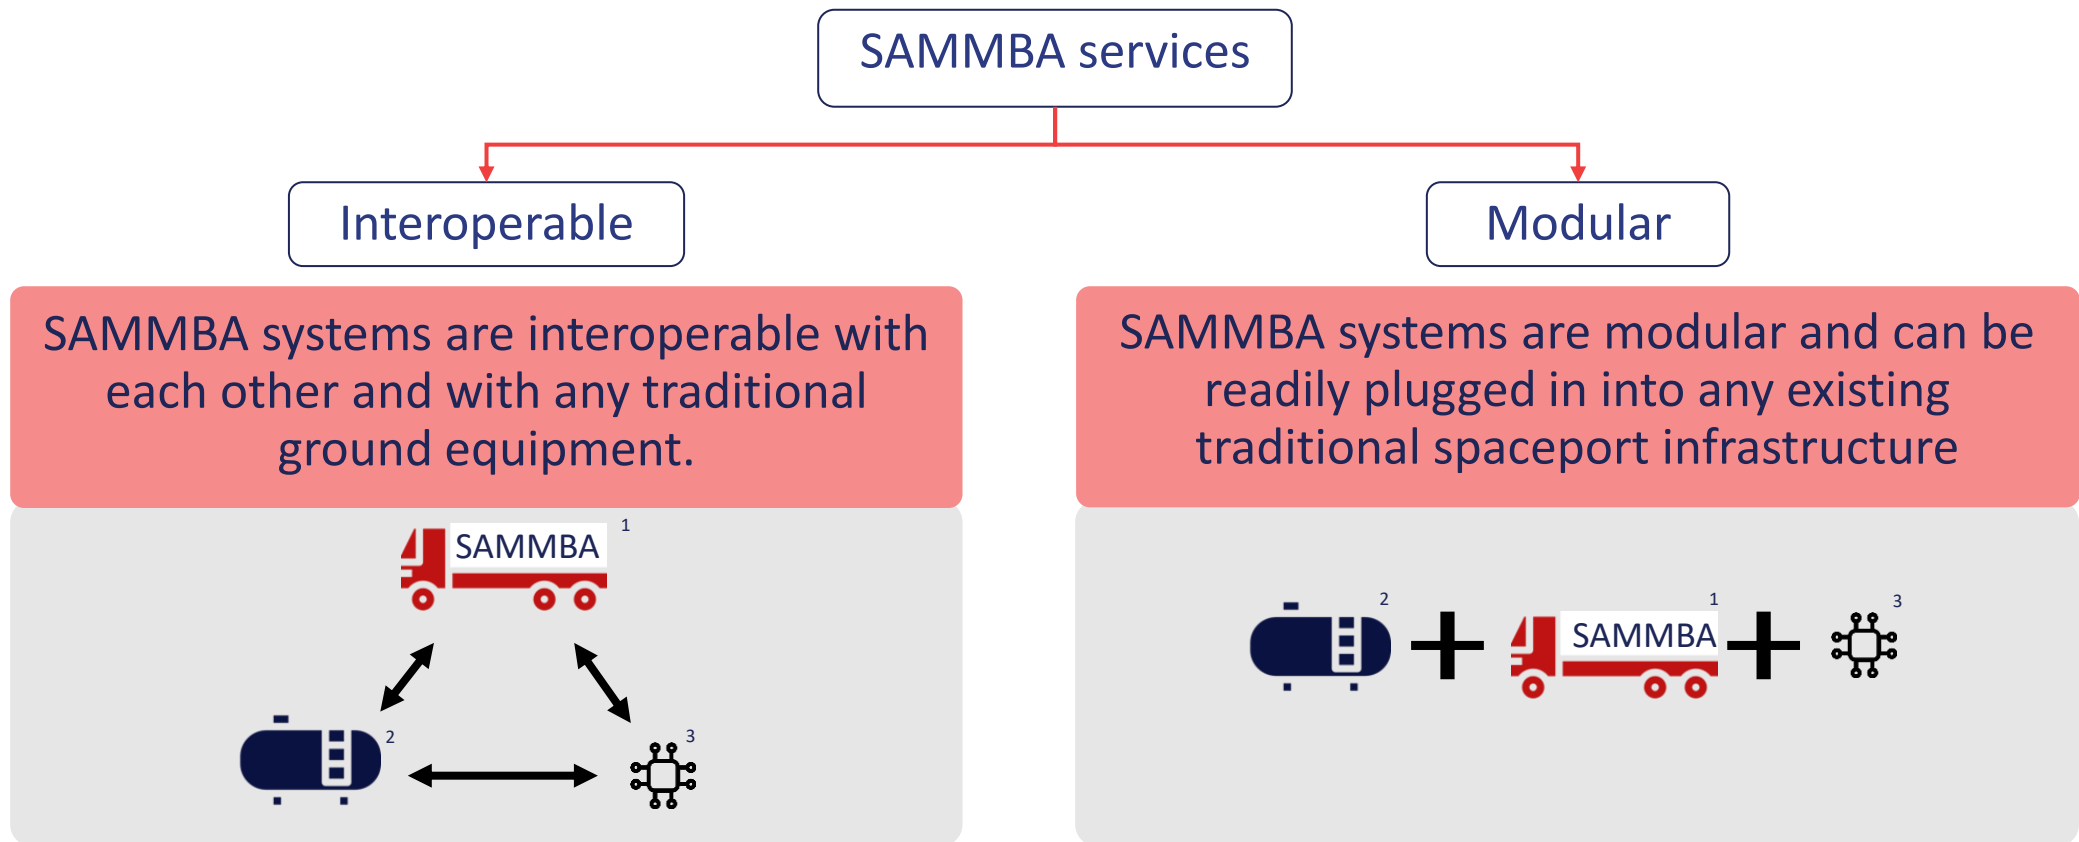 SAMMBA services
Interoperable
Modular
SAMMBA systems are interoperable with
each other and with any traditional
ground equipment.
SAMMBA systems are modular and can be
readily plugged in into any existing
traditional spaceport infrastructure
SAMMBA 1
2
3
2
SAMMBA 1
3